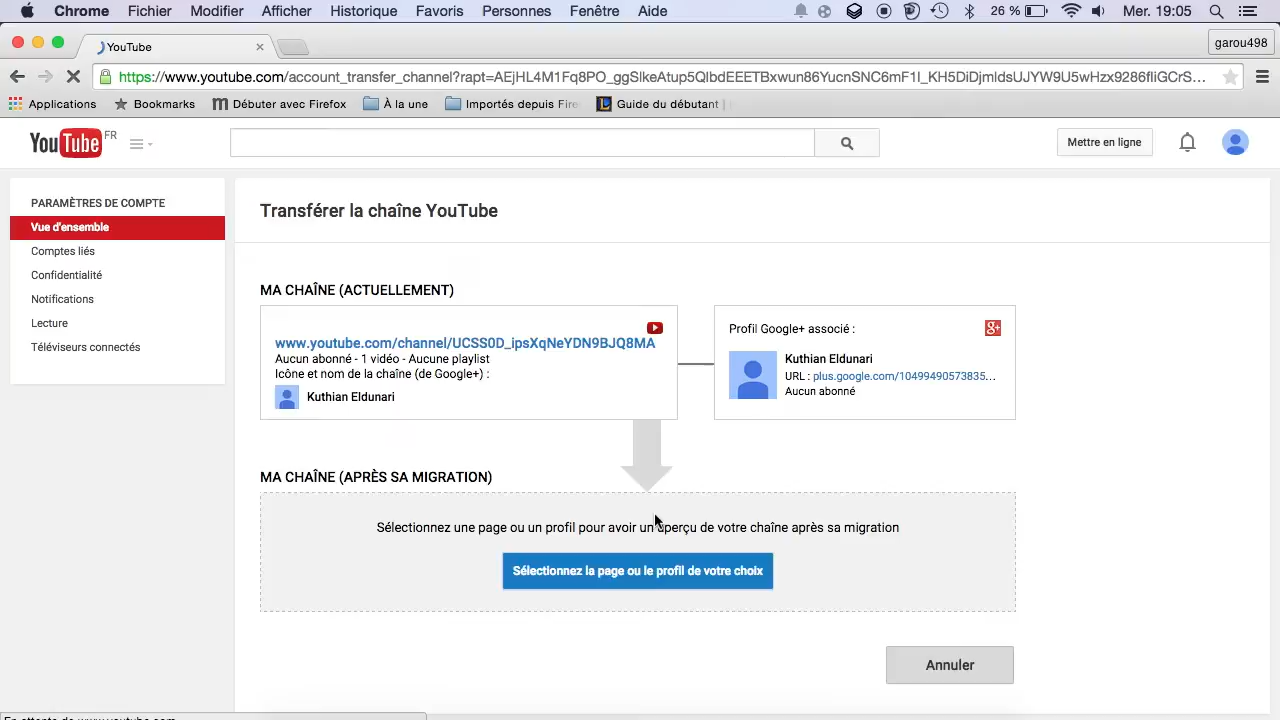 Chrome Fichier Modifier Afficher Historique Favoris Personnes Fenêtre Aide 26 % Mer. 19:05
YouTube
garou498
https://www.youtube.com/account_transfer_channel?rapt=
Applications Bookmarks Débuter avec Firefox À la une Importés depuis Fire Guide du débutant |
YouTube FR
Mettre en ligne
PARAMÈTRES DE COMPTE
Vue d'ensemble
Comptes liés
Confidentialité
Notifications
Lecture
Téléviseurs connectés
Transférer la chaîne YouTube
MA CHAÎNE (ACTUELLEMENT)
www.youtube.com/channel/UCSS0D_ipsXqNeYDN9BJQ8MA
Aucun abonné - 1 vidéo - Aucune playlist
Icône et nom de la chaîne (de Google+) :
Kuthian Eldunari
Profil Google+ associé :
g+
Kuthian Eldunari
URL : plus.google.com/10499490573835...
Aucun abonné
MA CHAÎNE (APRÈS SA MIGRATION)
Sélectionnez une page ou un profil pour avoir un aperçu de votre chaîne après sa migration
Sélectionnez la page ou le profil de votre choix
Annuler
En attente de www.youtube.com